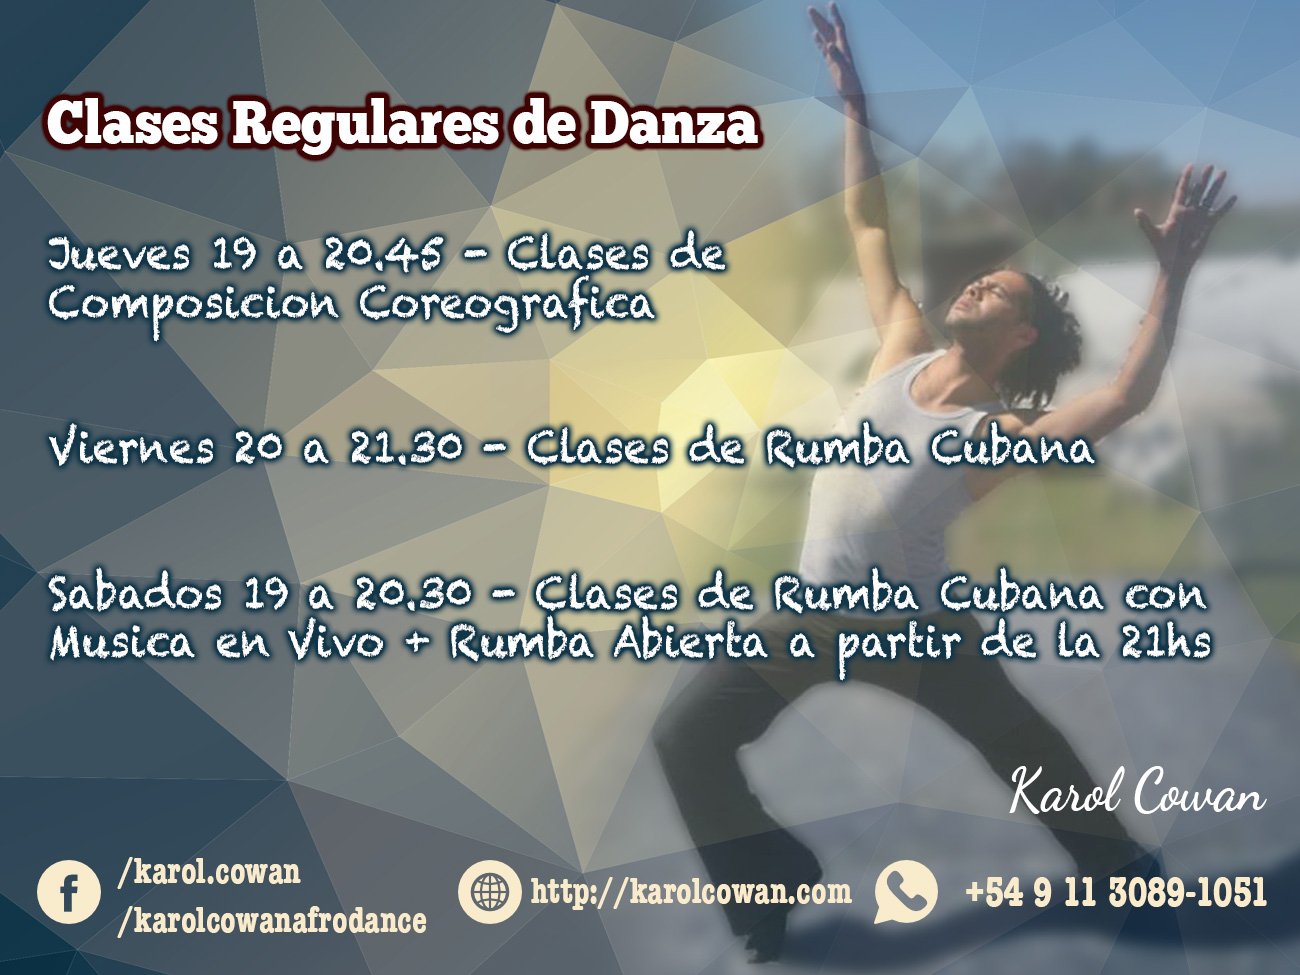 Clases Regulares de Danza
Jueves 19 a 20.45 - Clases de
Composicion Coreografica
Viernes 20 a 21.30 - Clases de Rumba Cubana
Sabados 19 a 20.30 - Clases de Rumba Cubana con
Musica en Vivo + Rumba Abierta a partir de la 21hs
Karol Cowan
/karol.cowan
/karolcowanafrodance
http://karolcowan.com
+54 9 11 3089-1051